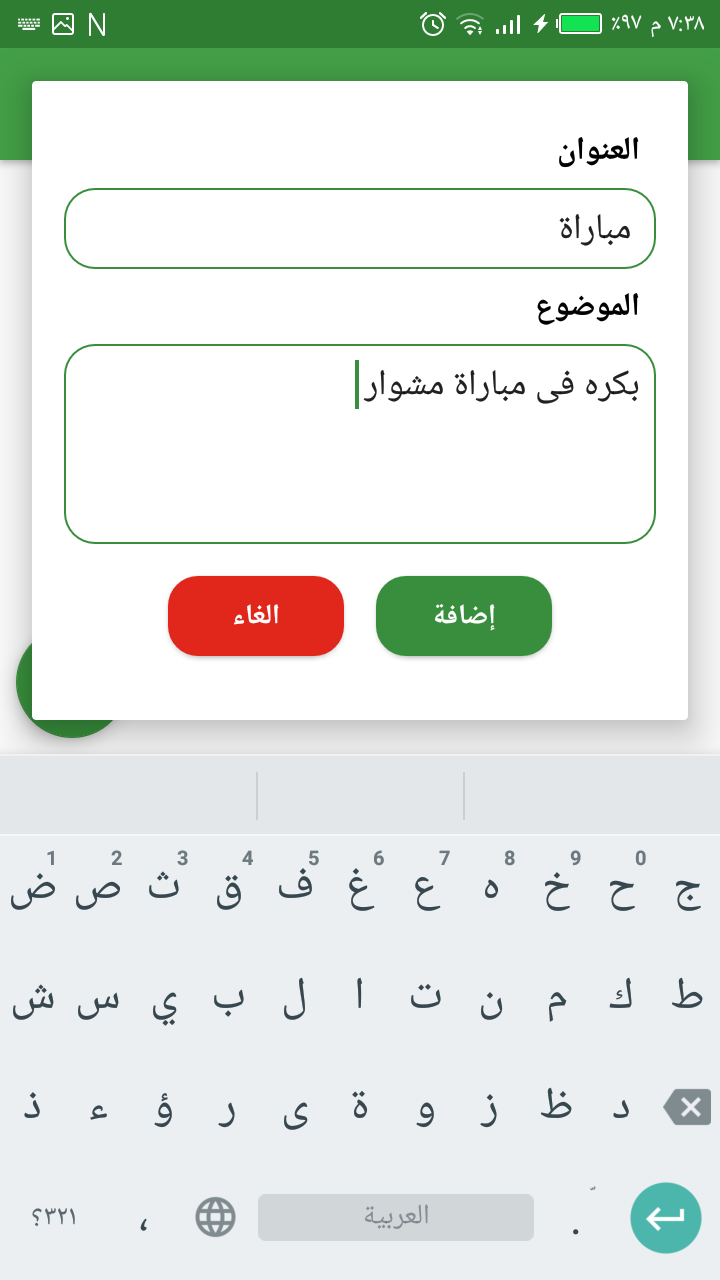 ٧:٣٨ م ٩٧٪
العنوان
مباراة
الموضوع
بكره فى مباراة مشوار
إضافة الغاء
1 2 3 4 5 6 7 8 9 0
ض ص ث ق ف غ ع ه خ ح ج
ش س ي ب ل ا ت ن م ك ط
ذ ء ؤ ر ى ة و ز ظ د
٣٢١؟ ، العربية .